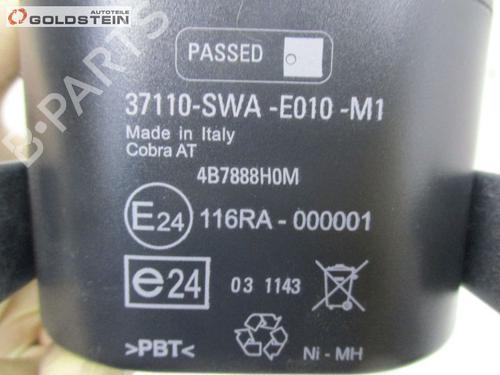 AUTOTEILE
GOLDSTEIN
B-Parts
PASSED
37110-SWA -E010 -M1
Made in Italy
Cobra AT
4B7888H0M
E24 116RA - 000001
e24 03 1143
>PBT< Ni - MH